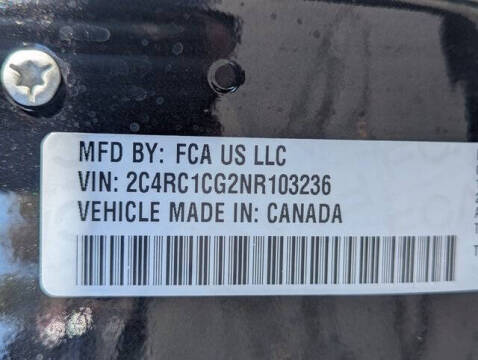 MFD BY: FCA US LLC
VIN: 2C4RC1CG2NR103236
VEHICLE MADE IN: CANADA